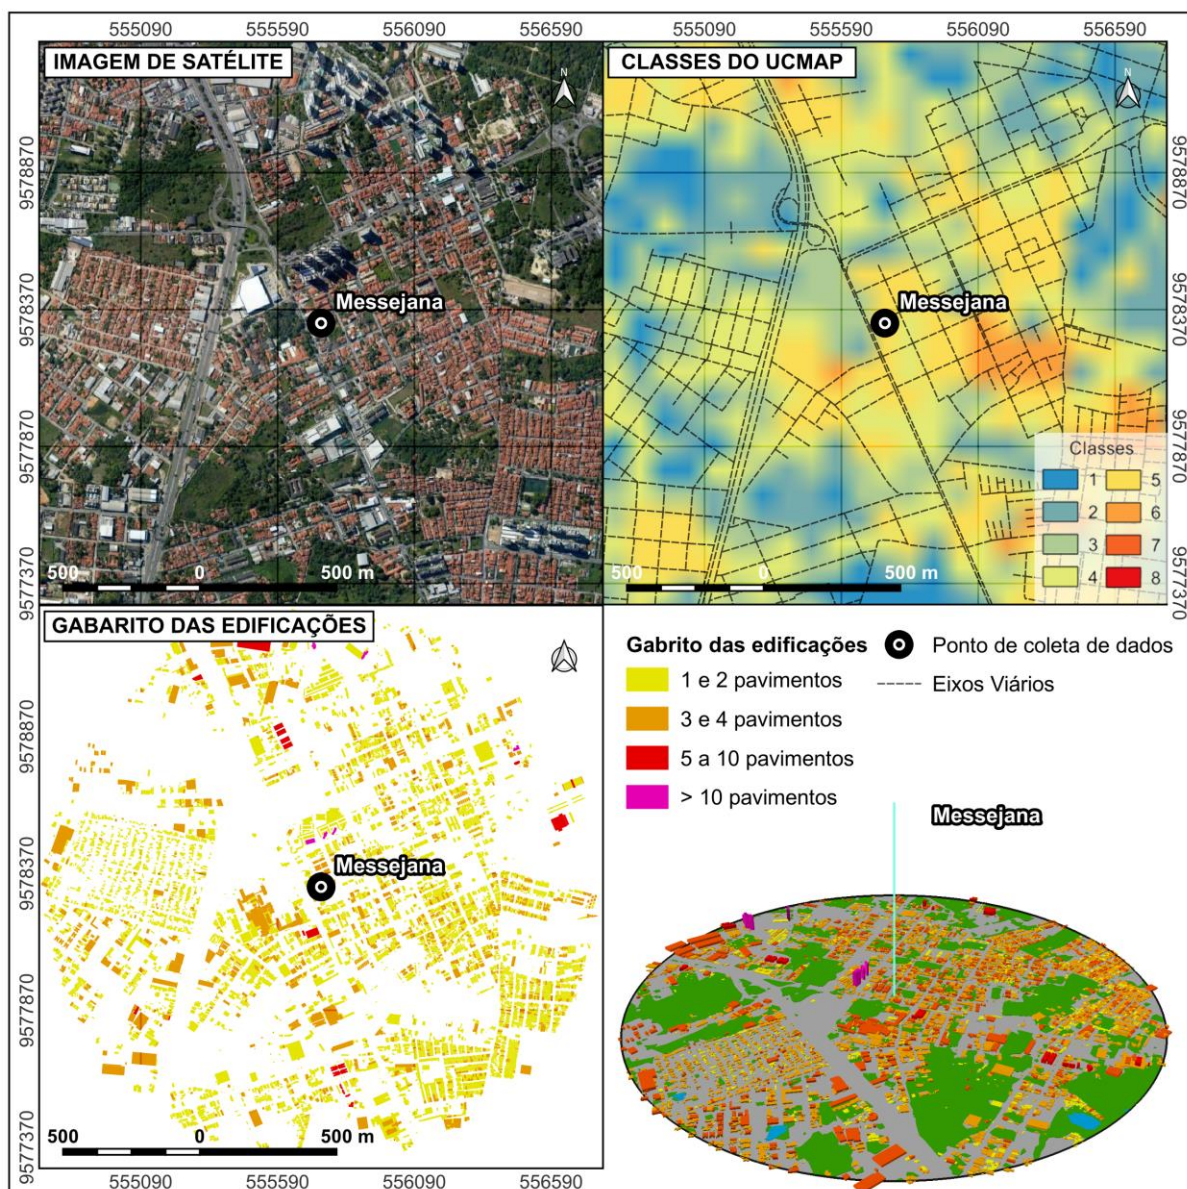 555090 555590 556090 556590 555090 555590 556090 556590
IMAGEM DE SATÉLITE
N
CLASSES DO UCMAP
N
9578870
9578870
Messejana
Messejana
9578370
9578370
9577870
9577870
Classes
1 5
2 6
3 7
4 8
500 0 500 m
500 0 500 m
9577370
9577370
GABARITO DAS EDIFICAÇÕES
Gabrito das edificações
1 e 2 pavimentos
3 e 4 pavimentos
5 a 10 pavimentos
> 10 pavimentos
Ponto de coleta de dados
Eixos Viários
9578870
Messejana
Messejana
9578370
9577870
500 0 500 m
9577370
555090 555590 556090 556590